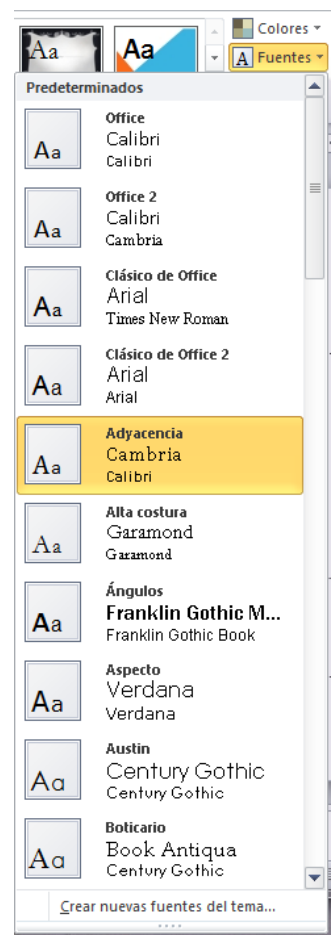 Aa
Aa
Colores
A Fuentes
Predeterminados
Aa
Office
Calibri
Calibri
Aa
Office 2
Calibri
Cambria
Aa
Clásico de Office
Arial
Times New Roman
Aa
Clásico de Office 2
Arial
Arial
Aa
Adyacencia
Cambria
Calibri
Aa
Alta costura
Garamond
Garamond
Aa
Ángulos
Franklin Gothic M...
Franklin Gothic Book
Aa
Aspecto
Verdana
Verdana
Aa
Austin
Century Gothic
Century Gothic
Aa
Boticario
Book Antiqua
Century Gothic
Crear nuevas fuentes del tema...